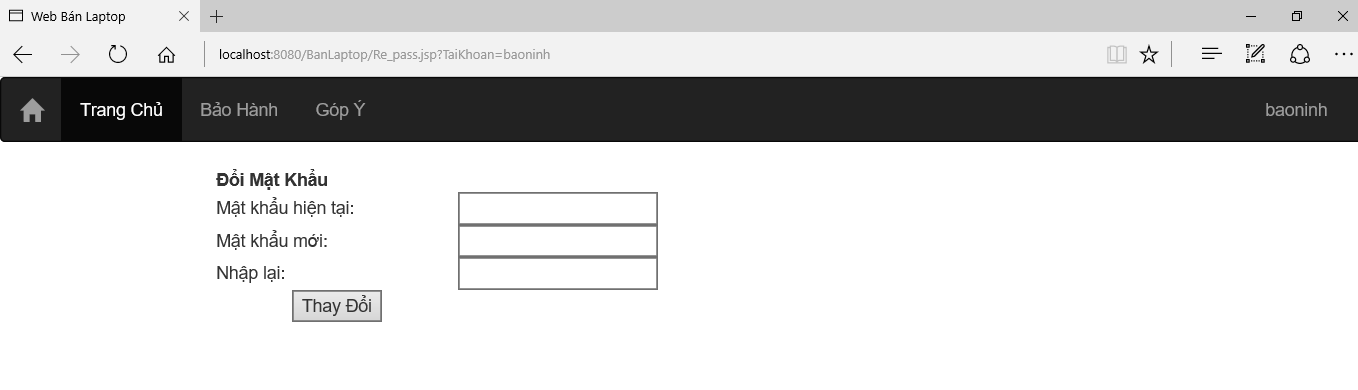 Web Bán Laptop
localhost:8080/BanLaptop/Re_pass.jsp?TaiKhoan=baoninh
Trang Chủ Bảo Hành Góp Ý baoninh
Đổi Mật Khẩu
Mật khẩu hiện tại:
Mật khẩu mới:
Nhập lại:
Thay Đổi